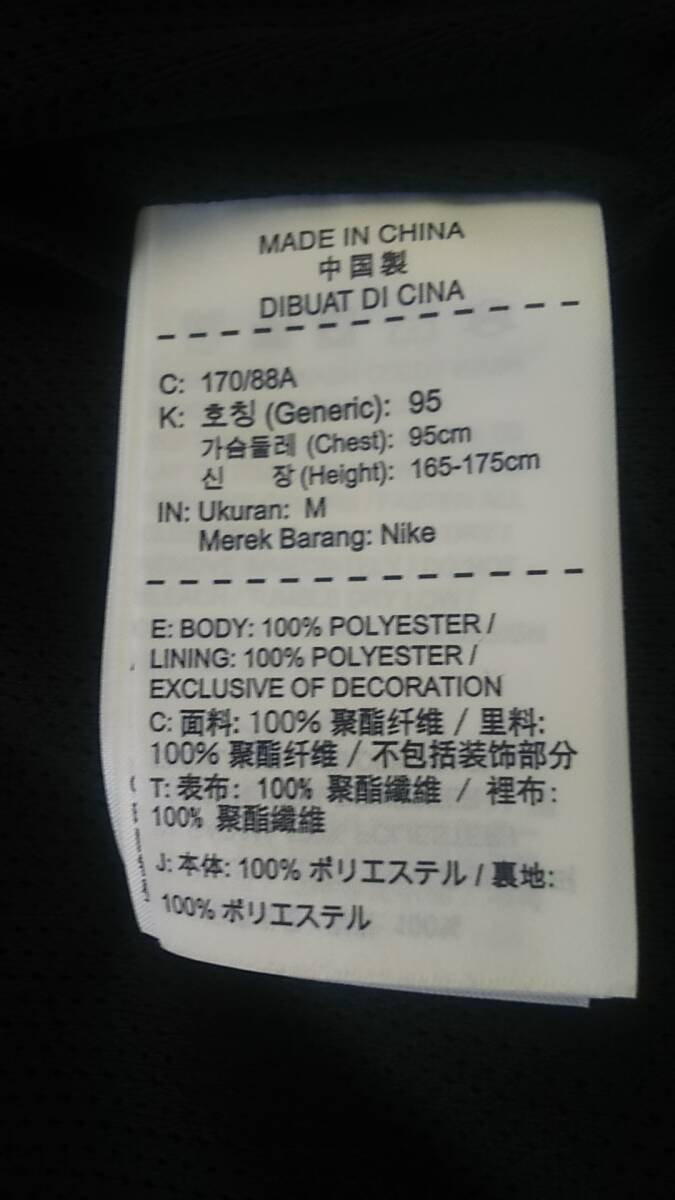 MADE IN CHINA
中国製
DIBUAT DI CINA
C: 170/88A
K: 호칭 (Generic): 95
가슴둘레 (Chest): 95cm
신 장 (Height): 165-175cm
IN: Ukuran: M
Merek Barang: Nike
E: BODY: 100% POLYESTER /
LINING: 100% POLYESTER /
EXCLUSIVE OF DECORATION
C: 面料: 100% 聚酯纤维 / 里料:
100% 聚酯纤维 / 不包括装饰部分
T: 表布: 100% 聚酯纖維 / 裡布:
100% 聚酯纖維
J: 本体: 100% ポリエステル / 裏地:
100% ポリエステル